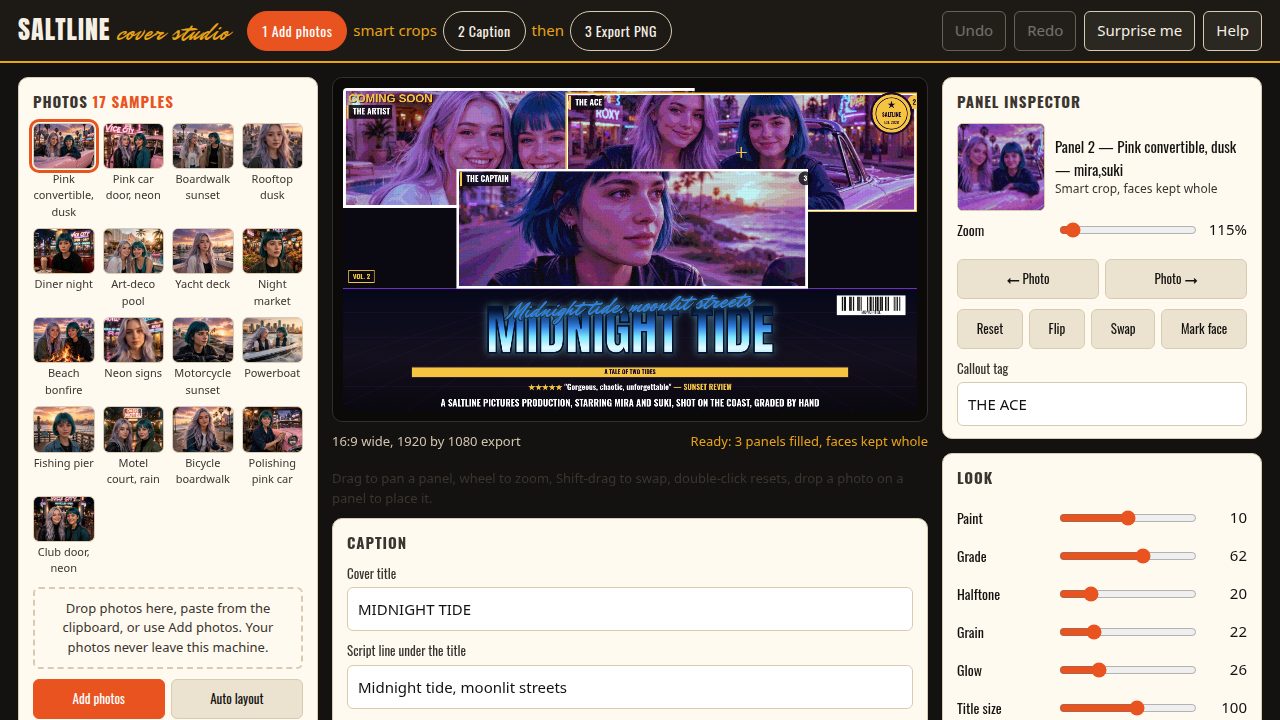 SALTLINE cover studio
1 Add photos
smart crops
2 Caption
then
3 Export PNG
Undo
Redo
Surprise me
Help
PHOTOS 17 SAMPLES
Pink convertible, dusk
Pink car door, neon
Boardwalk sunset
Rooftop dusk
Diner night
Art-deco pool
Yacht deck
Night market
Beach bonfire
Neon signs
Motorcycle sunset
Powerboat
Fishing pier
Motel court, rain
Bicycle boardwalk
Polishing pink car
Club door, neon
Drop photos here, paste from the
clipboard, or use Add photos. Your
photos never leave this machine.
Add photos
Auto layout
COMING SOON
THE ARTIST
THE ACE
ROXY
SALTLINE
2
THE CAPTAIN
3
VOL. 2
Midnight tide, moonlit streets
MIDNIGHT TIDE
A TALE OF TWO TIDES
★★★★★ "Gorgeous, chaotic, unforgettable" — SUNSET REVIEW
A SALTLINE PICTURES PRODUCTION, STARRING MIRA AND SUKI, SHOT ON THE COAST, GRADED BY HAND
16:9 wide, 1920 by 1080 export
Ready: 3 panels filled, faces kept whole
Drag to pan a panel, wheel to zoom, Shift-drag to swap, double-click resets, drop a photo on a
panel to place it.
CAPTION
Cover title
MIDNIGHT TIDE
Script line under the title
Midnight tide, moonlit streets
PANEL INSPECTOR
Panel 2 — Pink convertible, dusk
— mira,suki
Smart crop, faces kept whole
Zoom
115%
← Photo
Photo →
Reset
Flip
Swap
Mark face
Callout tag
THE ACE
LOOK
Paint
10
Grade
62
Halftone
20
Grain
22
Glow
26
Title size
100